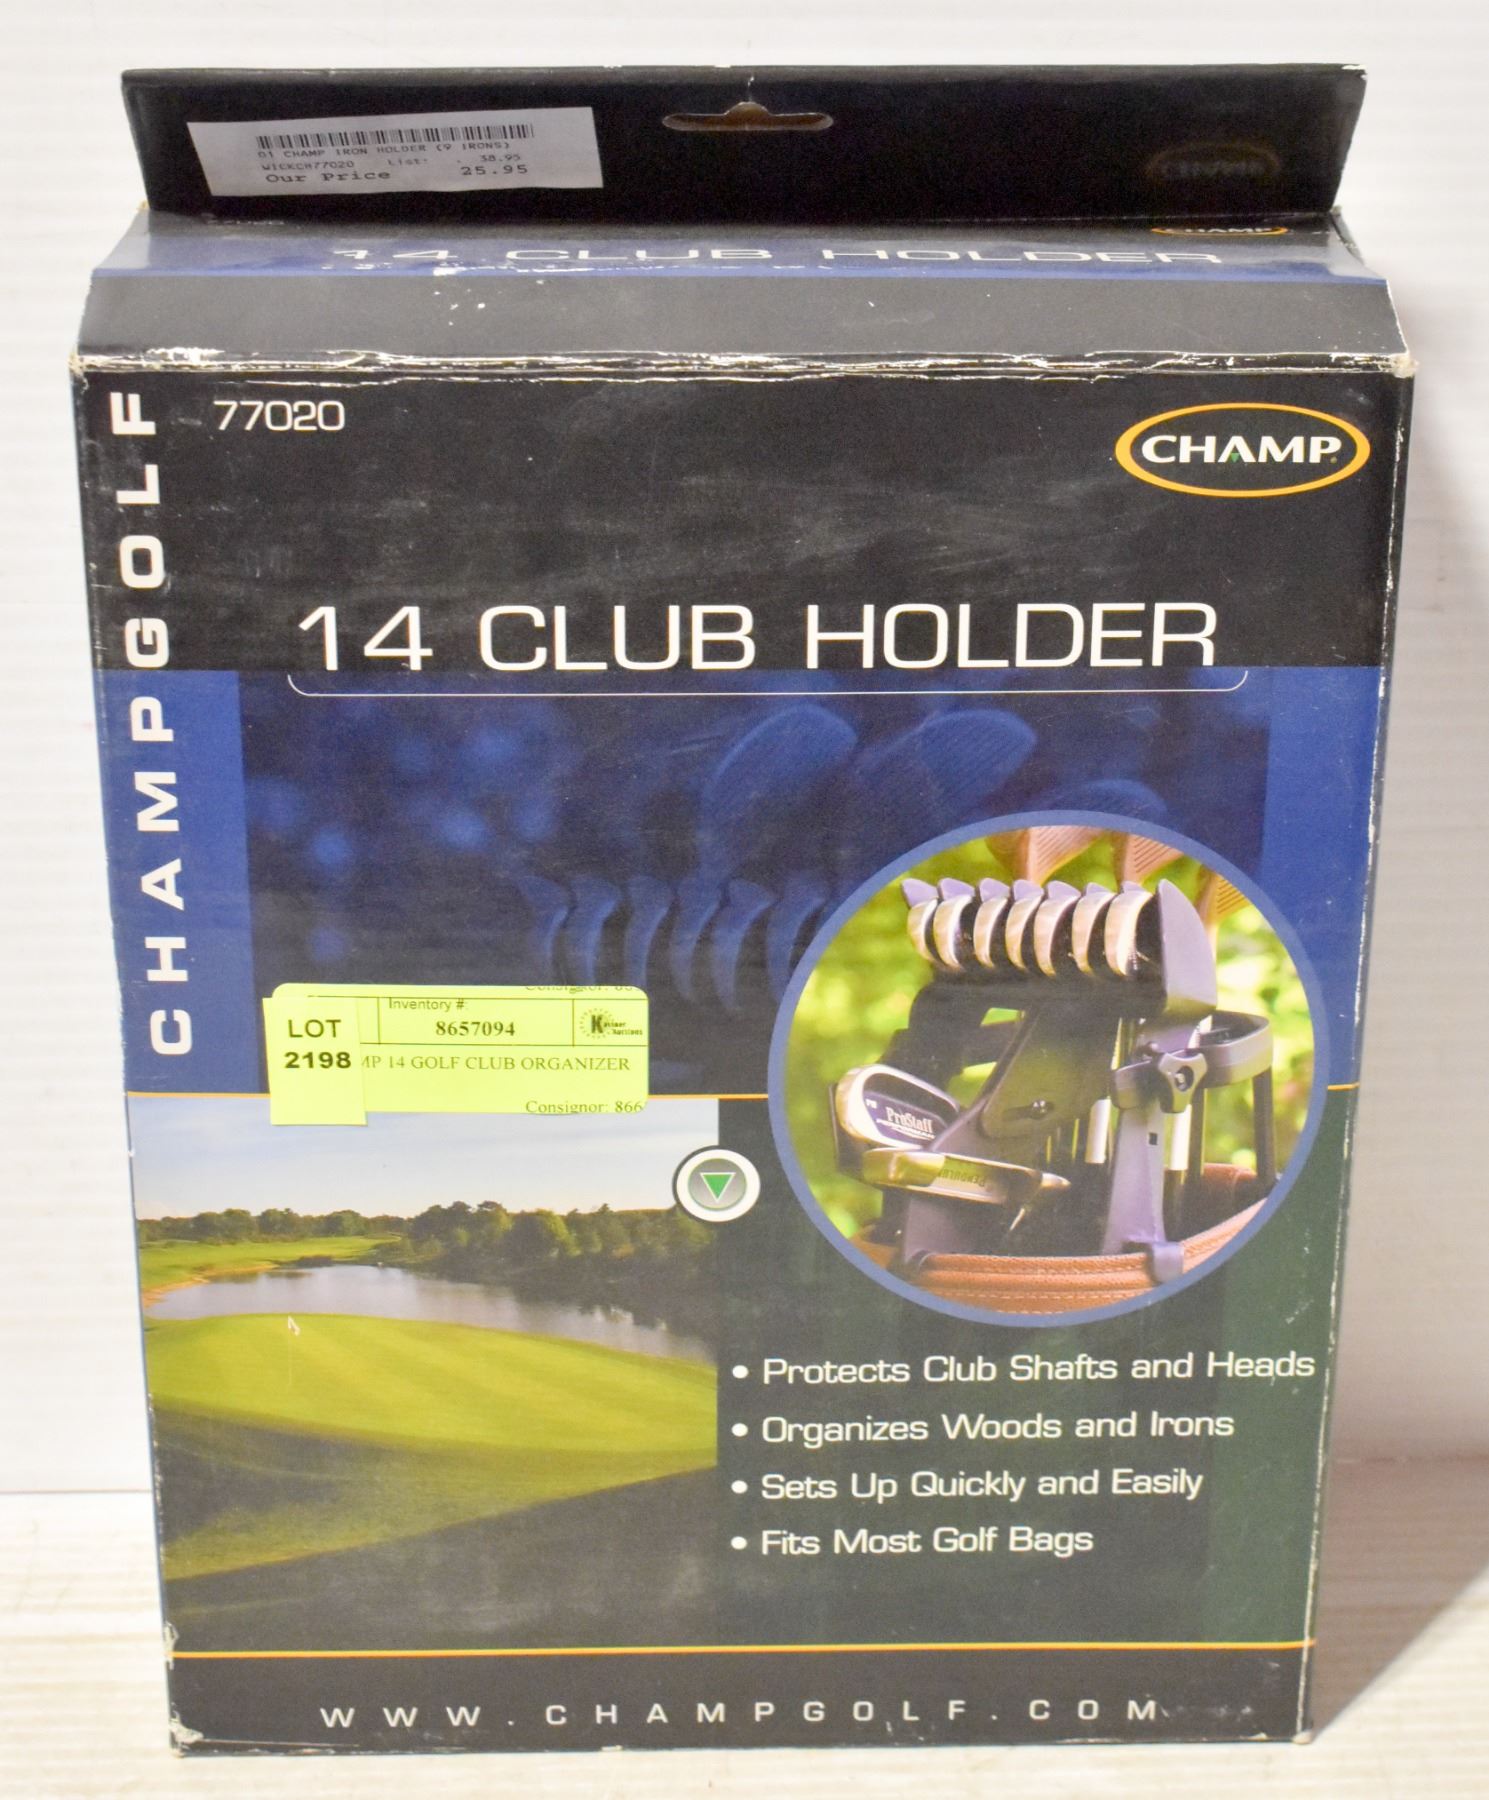 01 CHAMP IRON HOLDER (9 IRONS)
WICKCH77020 List: 38.95
Our Price 25.95
CHAMP
14 CLUB HOLDER
77020
CHAMP
CHAMPGOLF
14 CLUB HOLDER
Inventory #:
8657094
LOT
2198
MP 14 GOLF CLUB ORGANIZER
Consignor: 866
ProStaff
• Protects Club Shafts and Heads
• Organizes Woods and Irons
• Sets Up Quickly and Easily
• Fits Most Golf Bags
WWW.CHAMPGOLF.COM